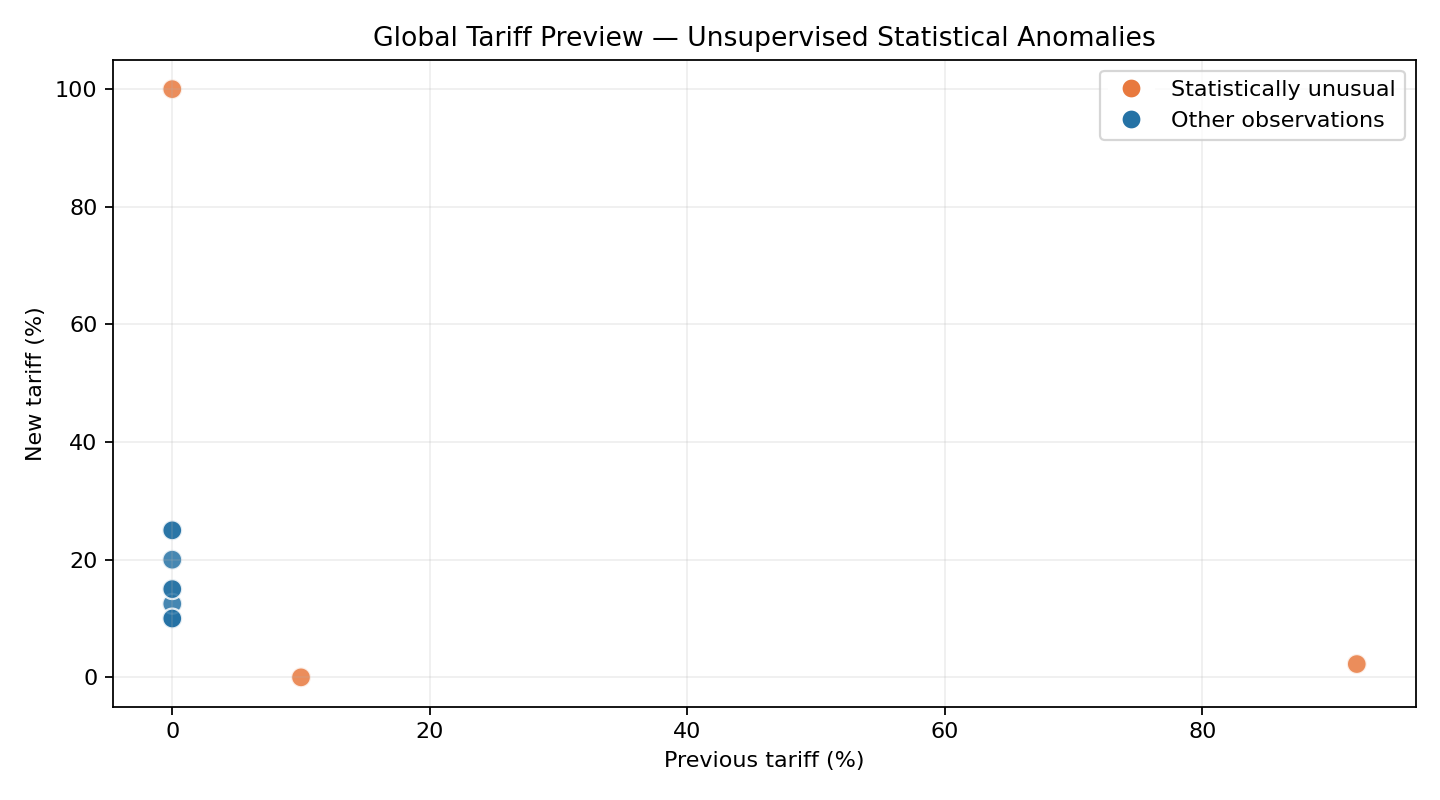 Global Tariff Preview — Unsupervised Statistical Anomalies
Statistically unusual
Other observations
New tariff (%)
100
80
60
40
20
0
0
20
40
60
80
Previous tariff (%)